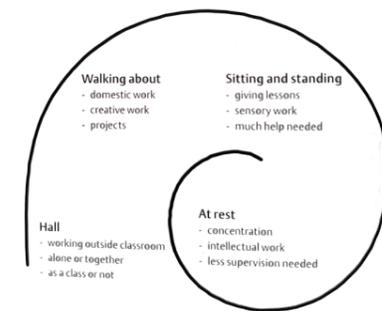 Walking about
- domestic work
- creative work
- projects
Sitting and standing
- giving lessons
- sensory work
- much help needed
Hall
- working outside classroom
- alone or together
- as a class or not
At rest
- concentration
- intellectual work
- less supervision needed